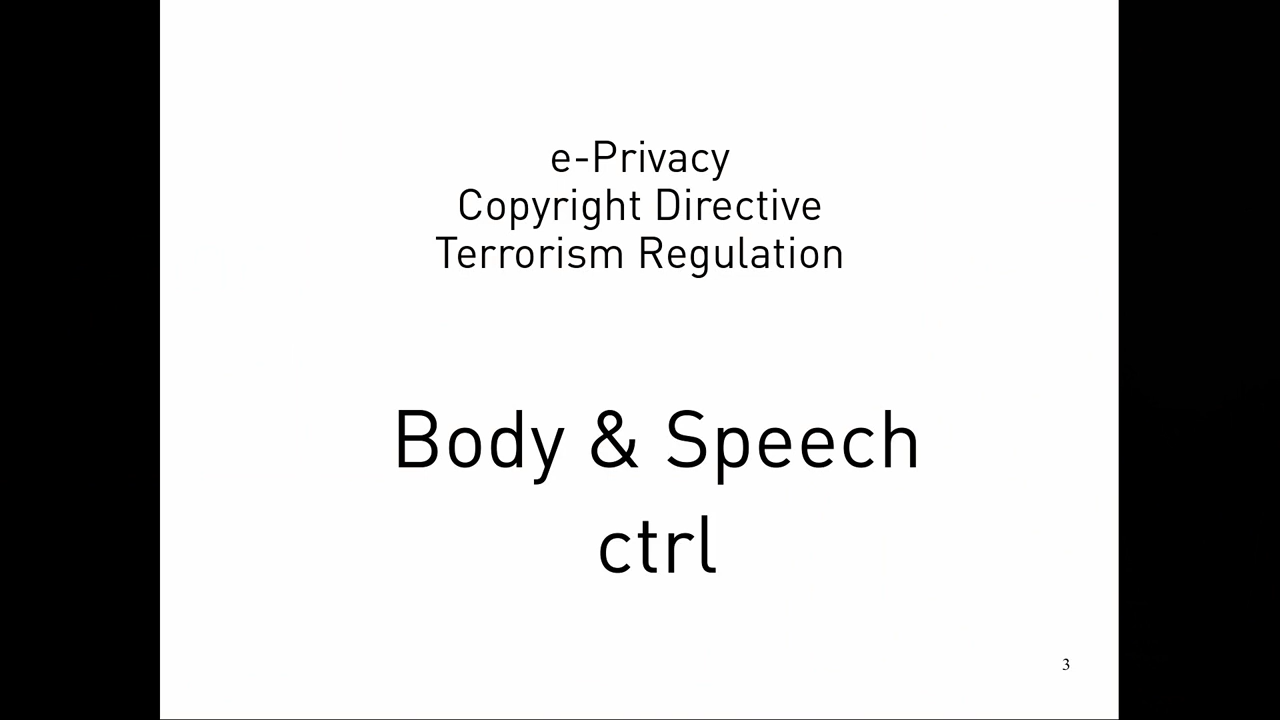 e-Privacy
Copyright Directive
Terrorism Regulation
Body & Speech
ctrl
3